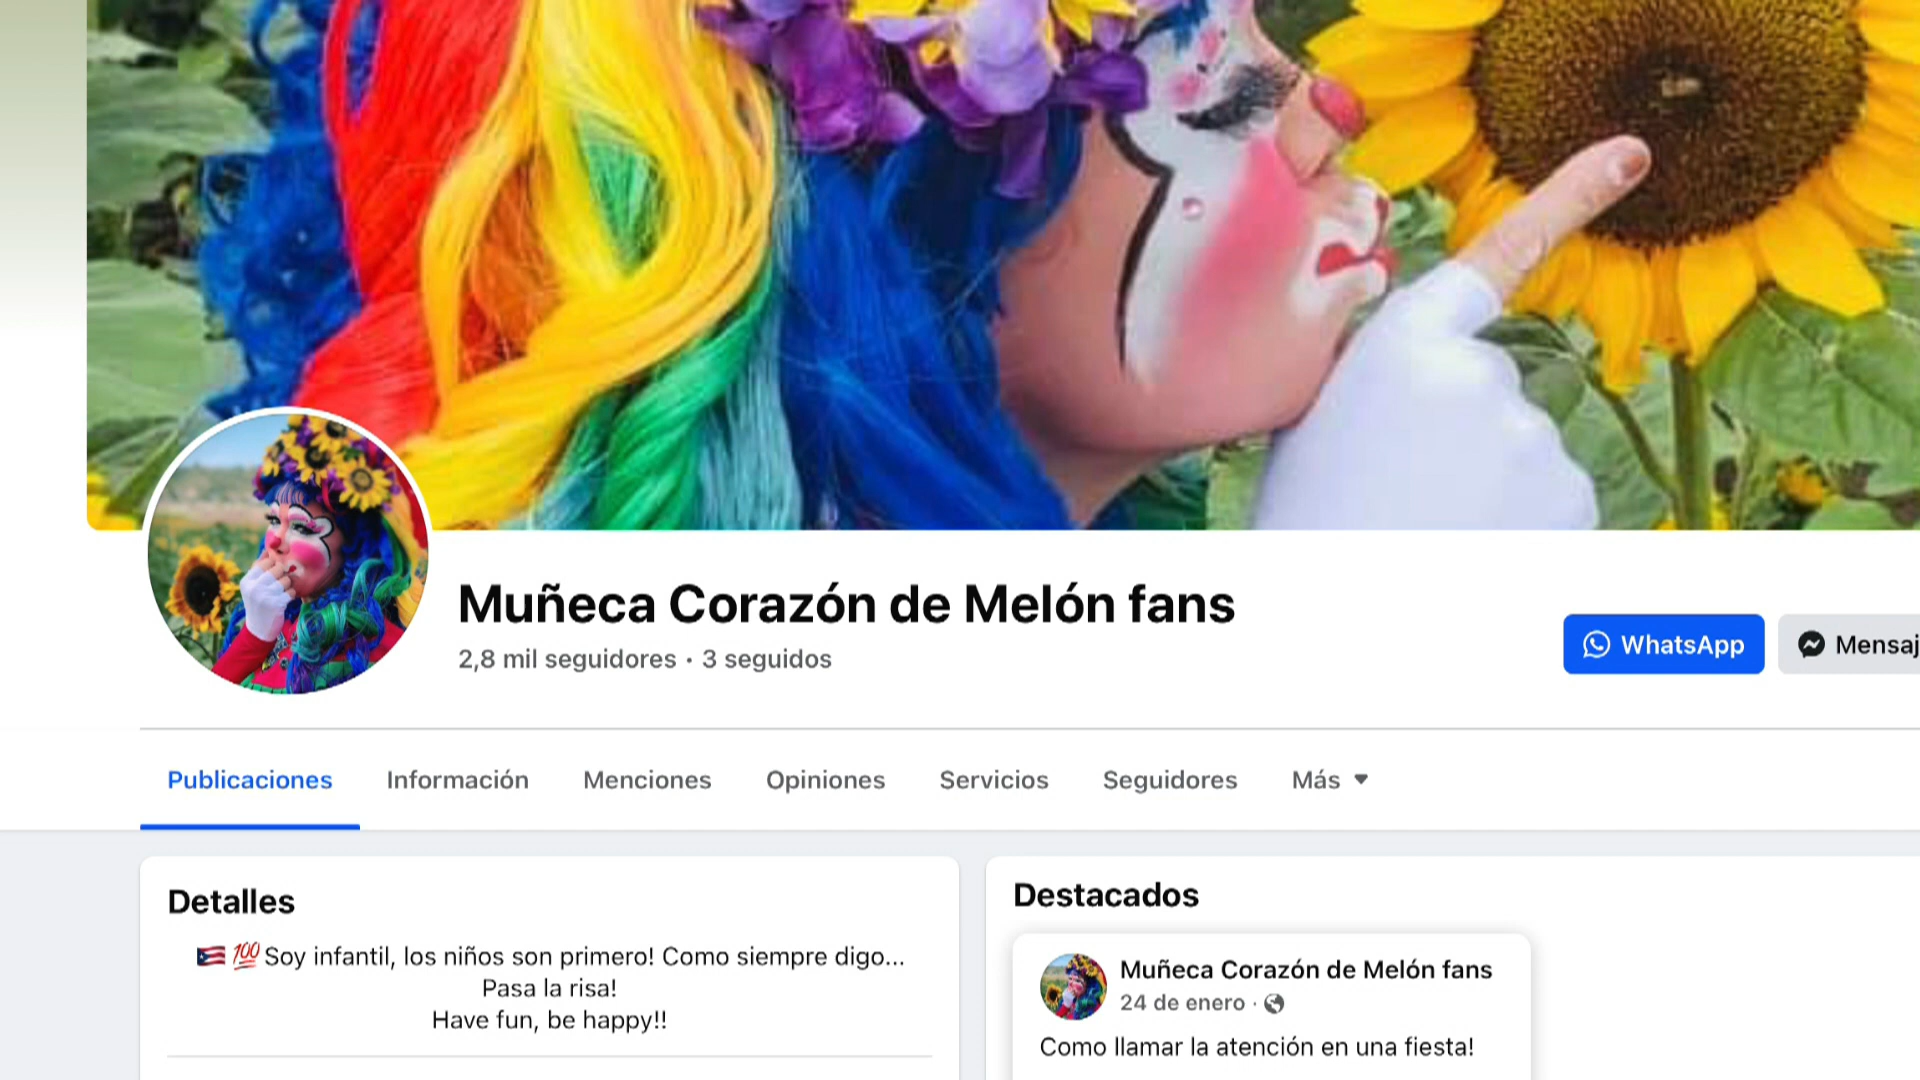 Muñeca Corazón de Melón fans
2,8 mil seguidores • 3 seguidos
WhatsApp
Mensaj
Publicaciones
Información
Menciones
Opiniones
Servicios
Seguidores
Más
Detalles
🇵🇷 💯 Soy infantil, los niños son primero! Como siempre digo...
Pasa la risa!
Have fun, be happy!!
Destacados
Muñeca Corazón de Melón fans
24 de enero ·
Como llamar la atención en una fiesta!